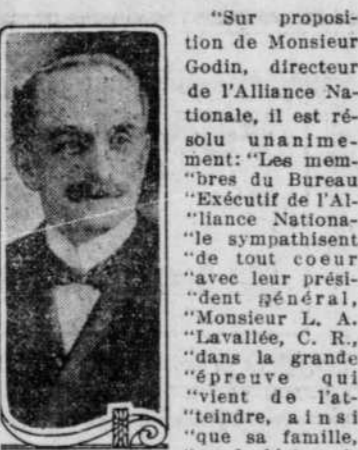 “Sur proposi-
tion de Monsieur
Godin, directeur
de l'Alliance Na-
tionale, il est ré-
solu unanime-
ment: “Les mem-
“bres du Bureau
“Exécutif de l'Al-
“liance Nationa-
“le sympathisent
“de tout coeur
“avec leur prési-
“dent général,
“Monsieur L. A.
“Lavallée, C. R.,
“dans la grande
“épreuve qui
“vient de l'at-
“teindre, ainsi
“que sa famille,